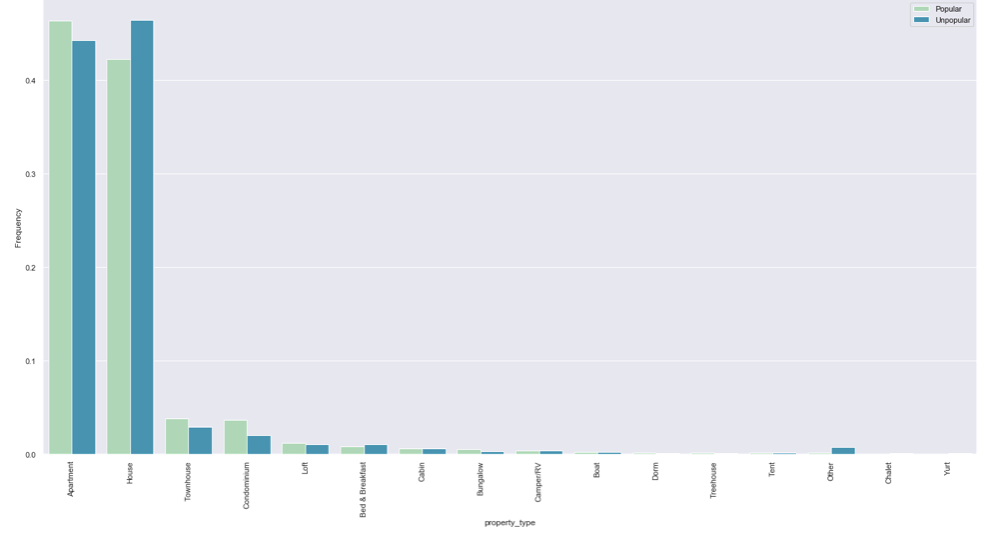 Popular
Unpopular
0.4
0.3
0.2
0.1
0.0
Frequency
Apartment
House
Townhouse
Condominium
Loft
Bed & Breakfast
Cabin
Bungalow
Camper/RV
Boat
Dorm
Treehouse
Tent
Other
Chalet
Yurt
property_type